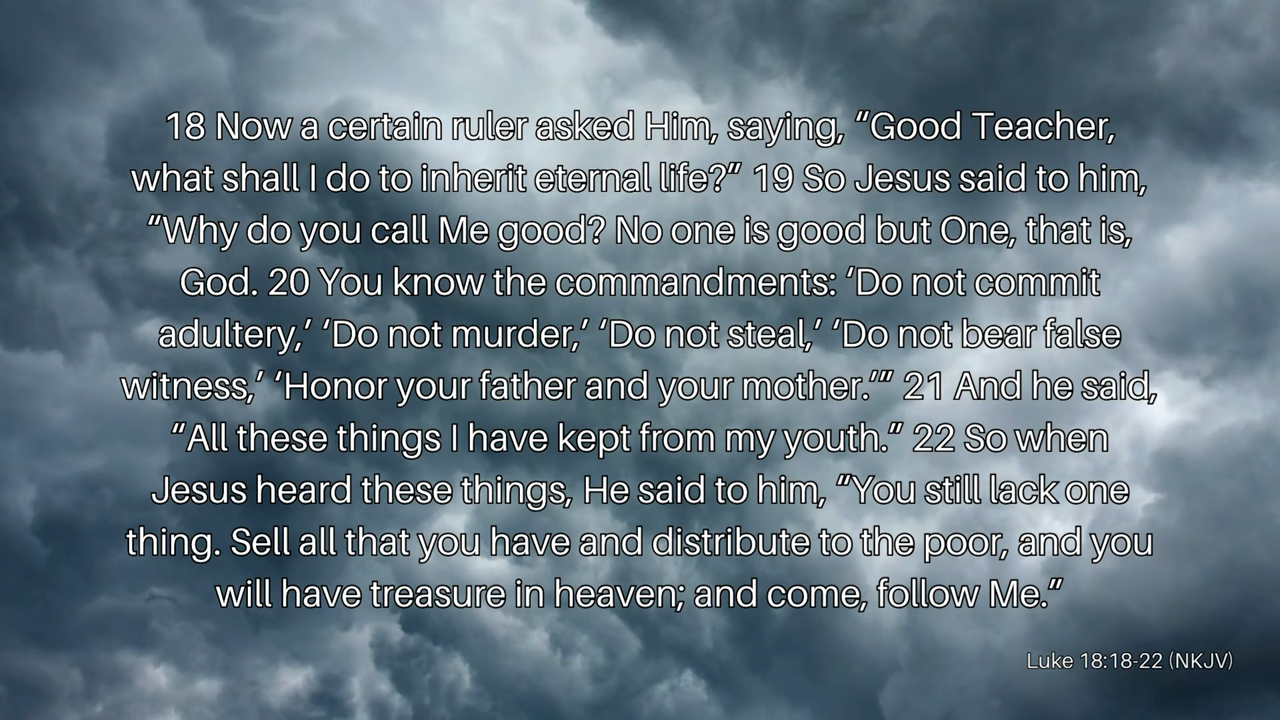 18 Now a certain ruler asked Him, saying, “Good Teacher,
what shall I do to inherit eternal life?” 19 So Jesus said to him,
“Why do you call Me good? No one is good but One, that is,
God. 20 You know the commandments: ‘Do not commit
adultery,’ ‘Do not murder,’ ‘Do not steal,’ ‘Do not bear false
witness,’ ‘Honor your father and your mother.’” 21 And he said,
“All these things I have kept from my youth.” 22 So when
Jesus heard these things, He said to him, “You still lack one
thing. Sell all that you have and distribute to the poor, and you
will have treasure in heaven; and come, follow Me.”
Luke 18:18-22 (NKJV)